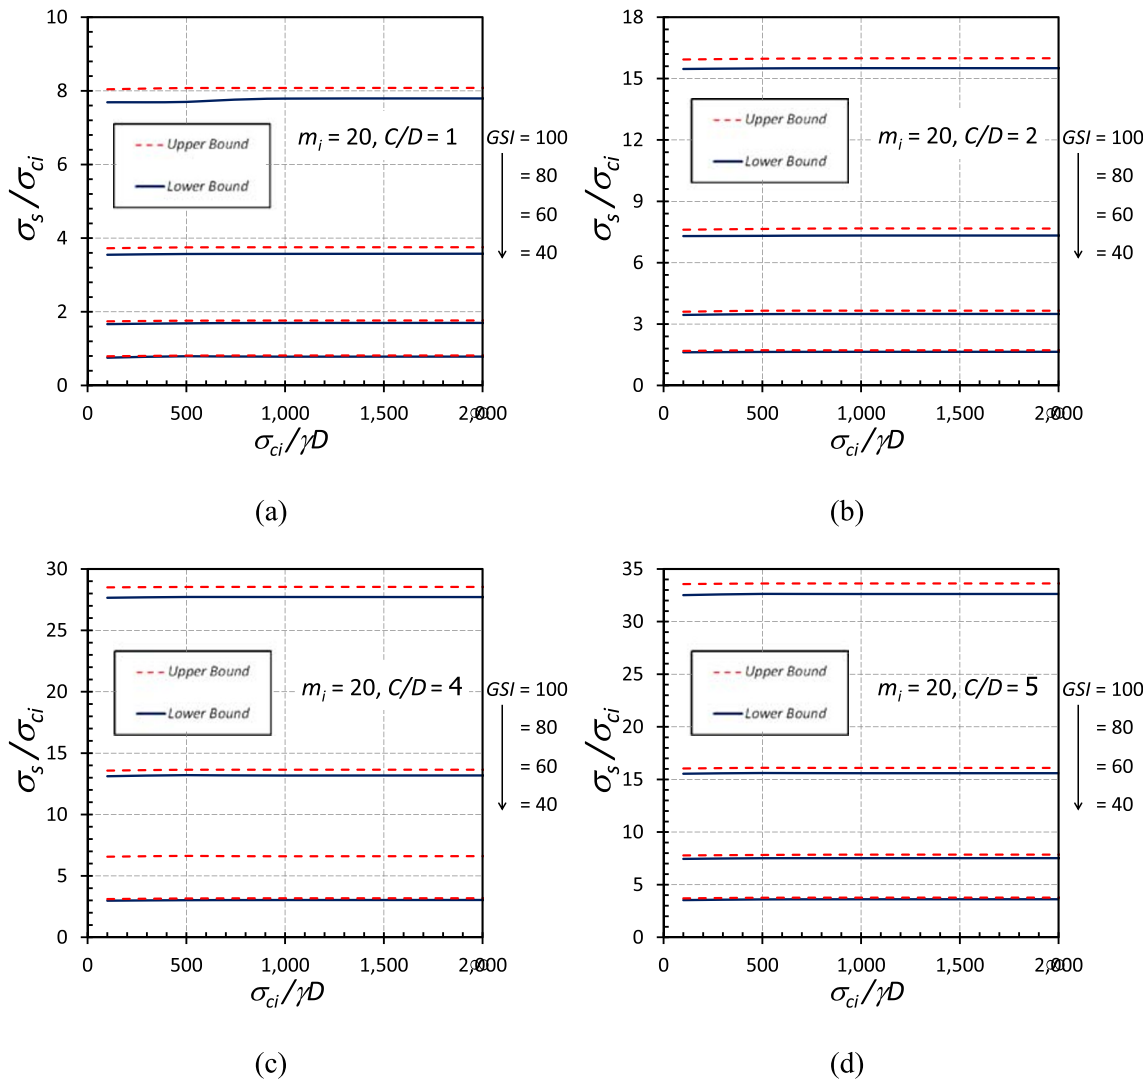 10
8
6
4
2
0
σs/σci
Upper Bound
Lower Bound
mi = 20, C/D = 1
GSI = 100
= 80
= 60
= 40
0 500 1,000 1,500 2,000
σci/γD
(a)
18
15
12
9
6
3
0
σs/σci
Upper Bound
Lower Bound
mi = 20, C/D = 2
GSI = 100
= 80
= 60
= 40
0 500 1,000 1,500 2,000
σci/γD
(b)
30
25
20
15
10
5
0
σs/σci
Upper Bound
Lower Bound
mi = 20, C/D = 4
GSI = 100
= 80
= 60
= 40
0 500 1,000 1,500 2,000
σci/γD
(c)
35
30
25
20
15
10
5
0
σs/σci
Upper Bound
Lower Bound
mi = 20, C/D = 5
GSI = 100
= 80
= 60
= 40
0 500 1,000 1,500 2,000
σci/γD
(d)